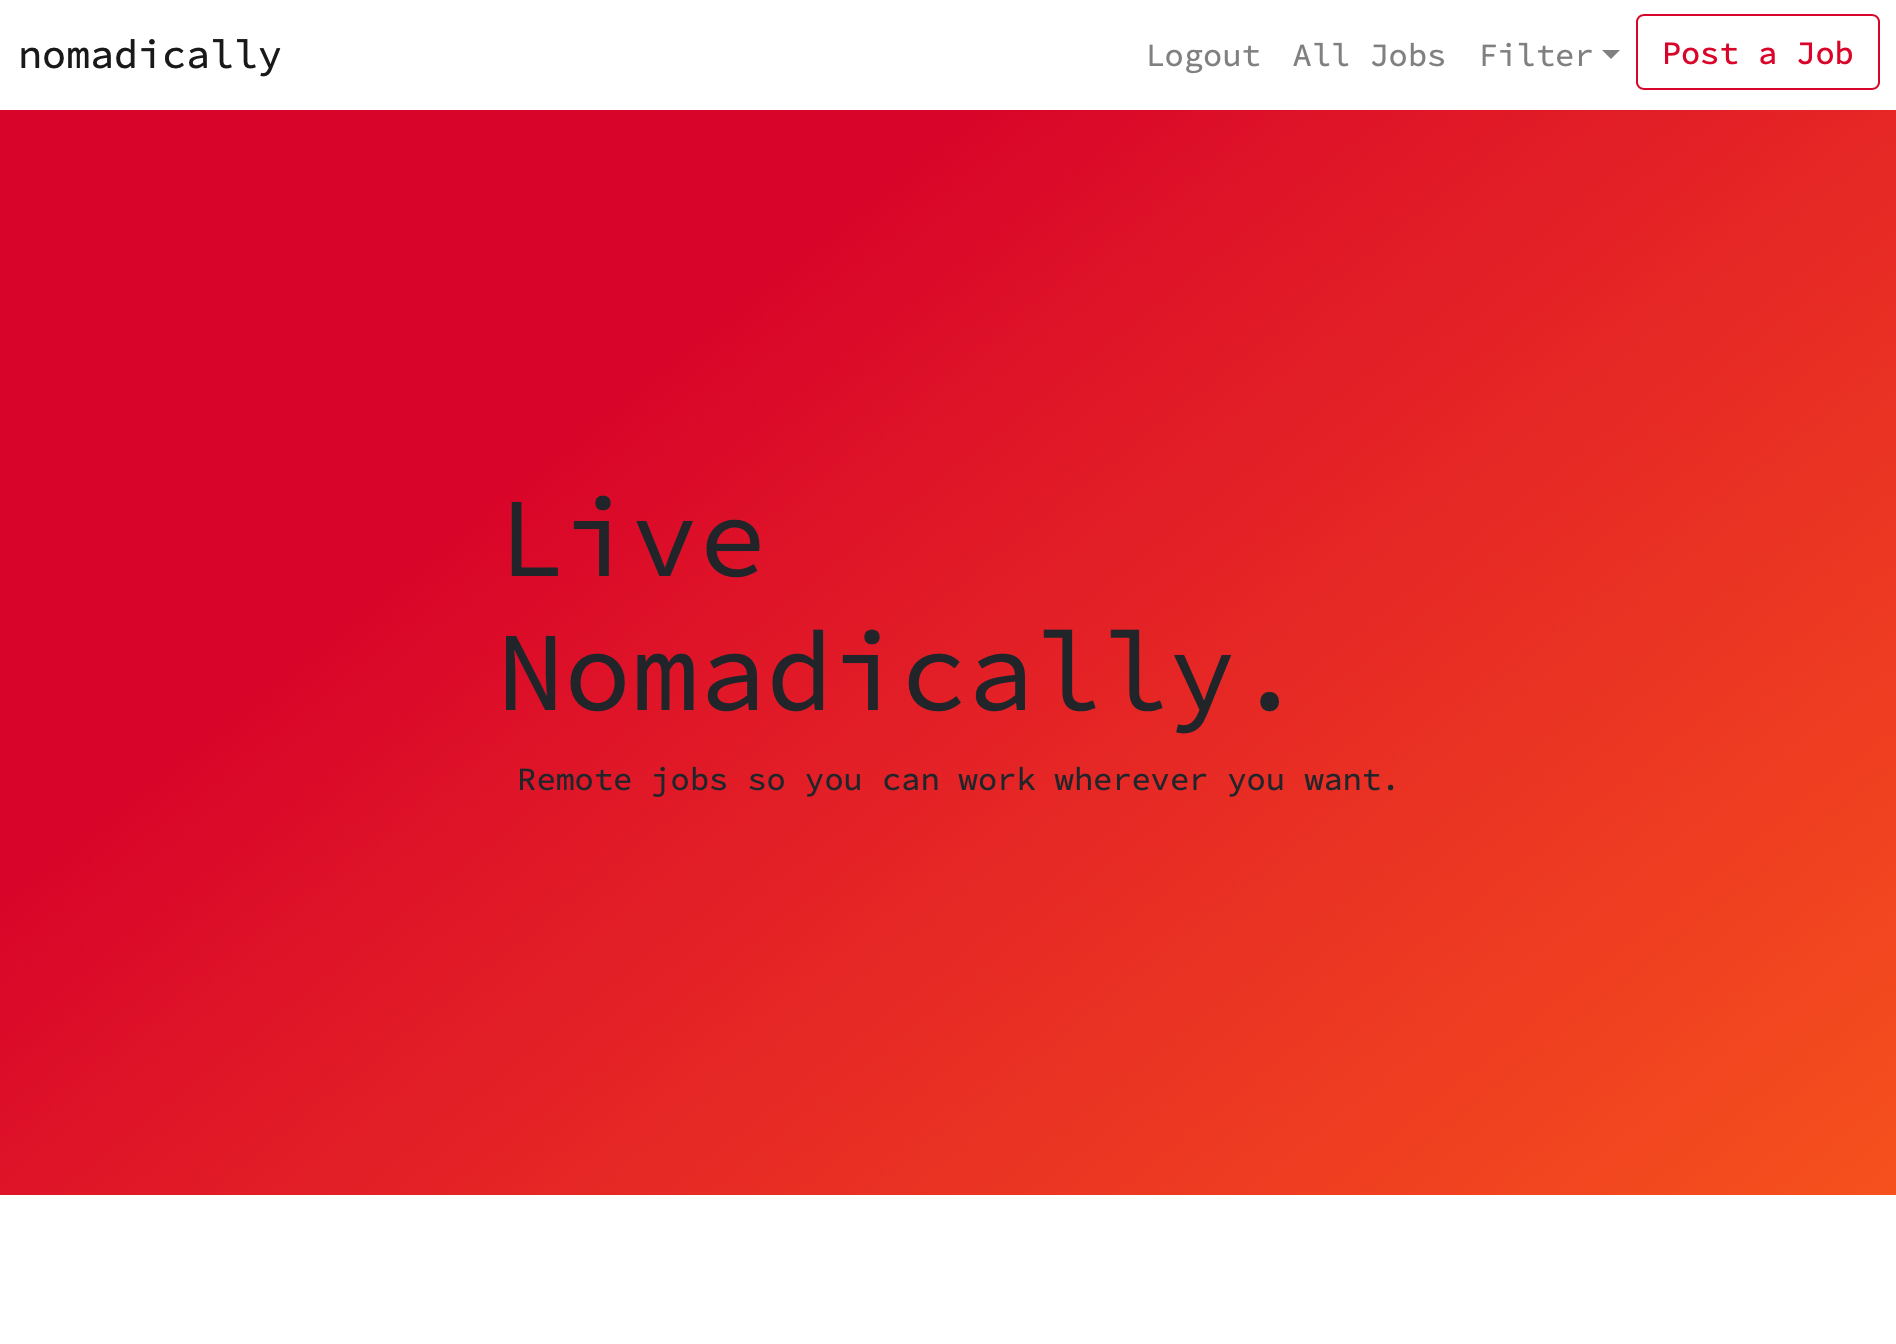 nomadically
Logout All Jobs Filter Post a Job
Live
Nomadically.
Remote jobs so you can work wherever you want.